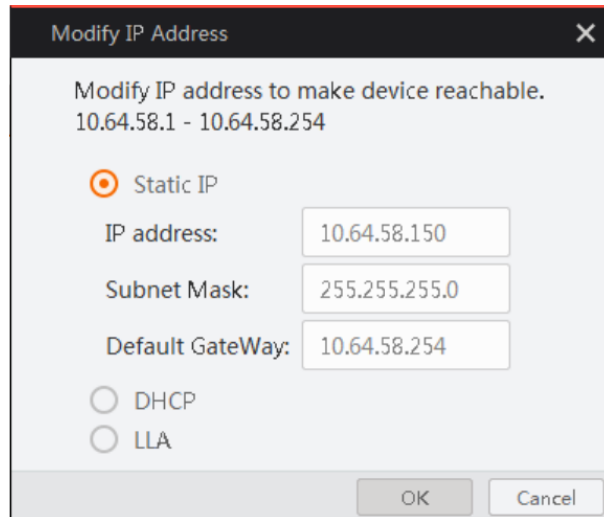 Modify IP Address
Modify IP address to make device reachable.
10.64.58.1 - 10.64.58.254
Static IP
IP address: 10.64.58.150
Subnet Mask: 255.255.255.0
Default GateWay: 10.64.58.254
DHCP
LLA
OK Cancel